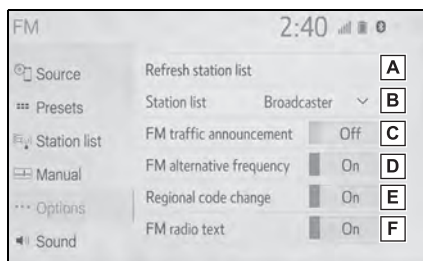 FM 2:40
Source
Presets
Station list
Manual
Options
Sound
Refresh station list A
Station list Broadcaster B
FM traffic announcement Off C
FM alternative frequency On D
Regional code change On E
FM radio text On F